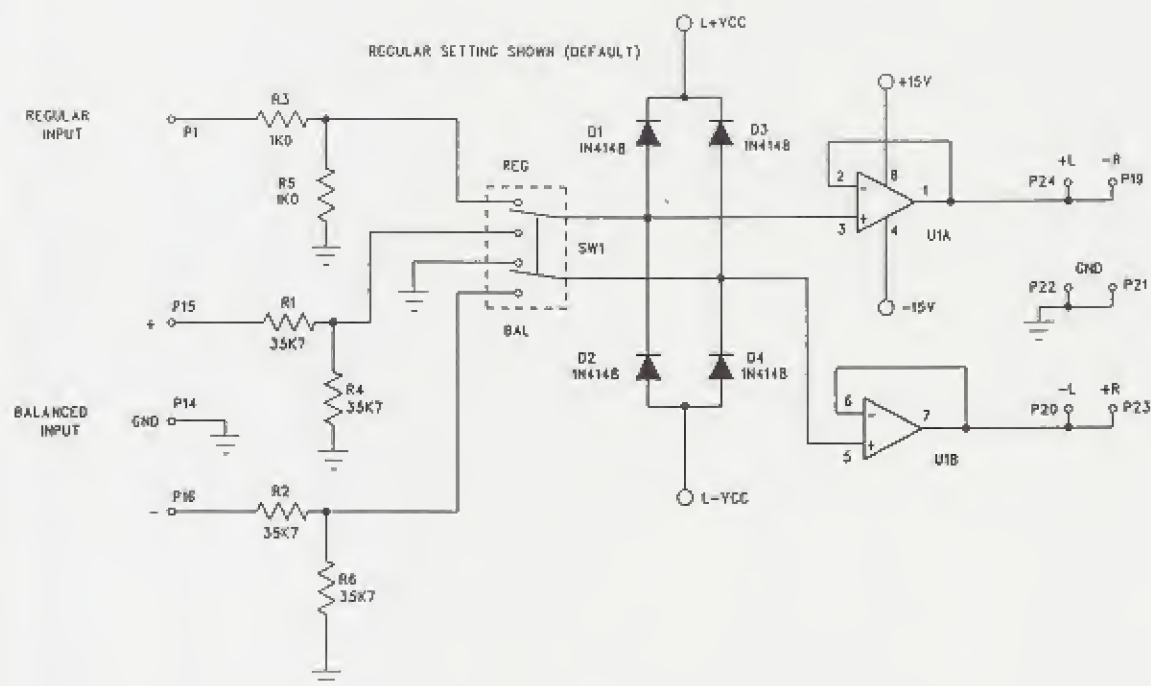 REGULAR SETTING SHOWN (DEFAULT)
L+VCC
+15V
REGULAR
INPUT
P1
R3
1K0
R5
1K0
D1
1N4148
D3
1N4148
REG
SW1
BAL
2
8
1
3
4
U1A
+L
-R
P24
P19
GND
P22
P21
-15V
+
P15
R1
35K7
R4
35K7
D2
1N4148
D4
1N4148
BALANCED
INPUT
P14
GND
6
7
5
U1B
-L
+R
P20
P23
-
P16
R2
35K7
R6
35K7
L-VCC